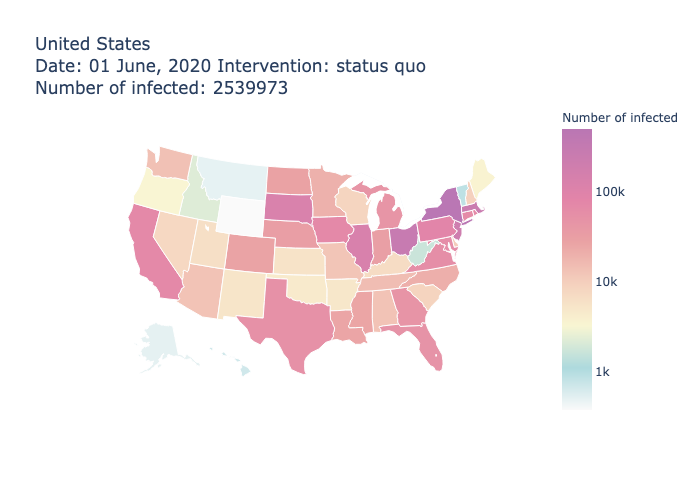 United States
Date: 01 June, 2020 Intervention: status quo
Number of infected: 2539973
Number of infected
100k
10k
1k